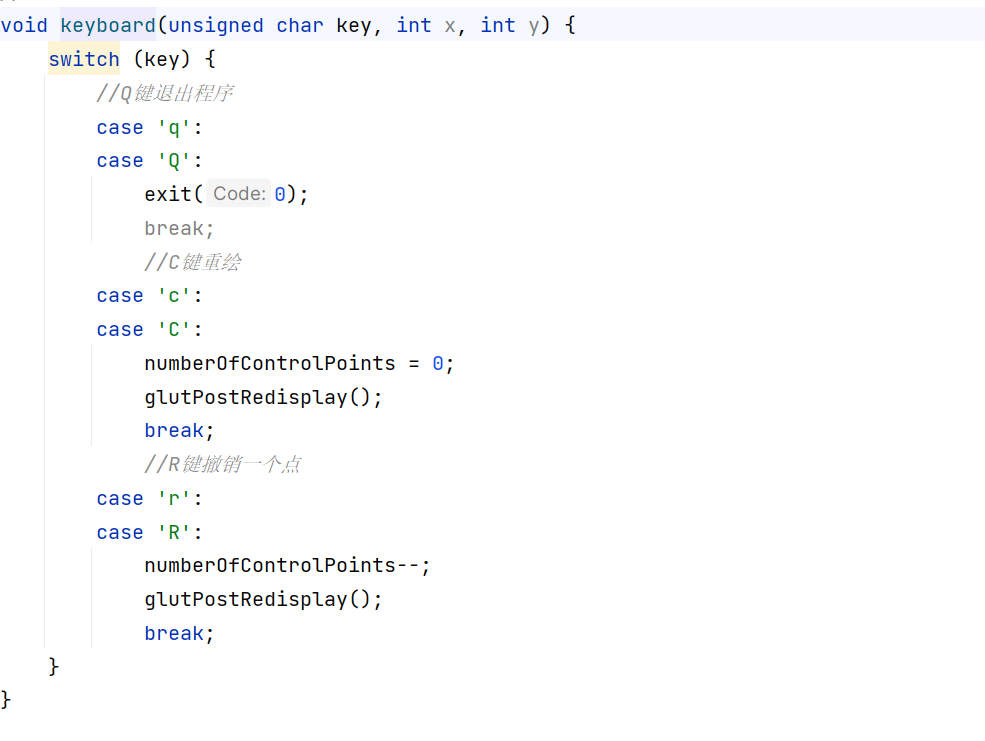 void keyboard(unsigned char key, int x, int y) {
    switch (key) {
        //Q键退出程序
        case 'q':
        case 'Q':
            exit( Code: 0);
            break;
            //C键重绘
        case 'c':
        case 'C':
            numberOfControlPoints = 0;
            glutPostRedisplay();
            break;
            //R键撤销一个点
        case 'r':
        case 'R':
            numberOfControlPoints--;
            glutPostRedisplay();
            break;
    }
}